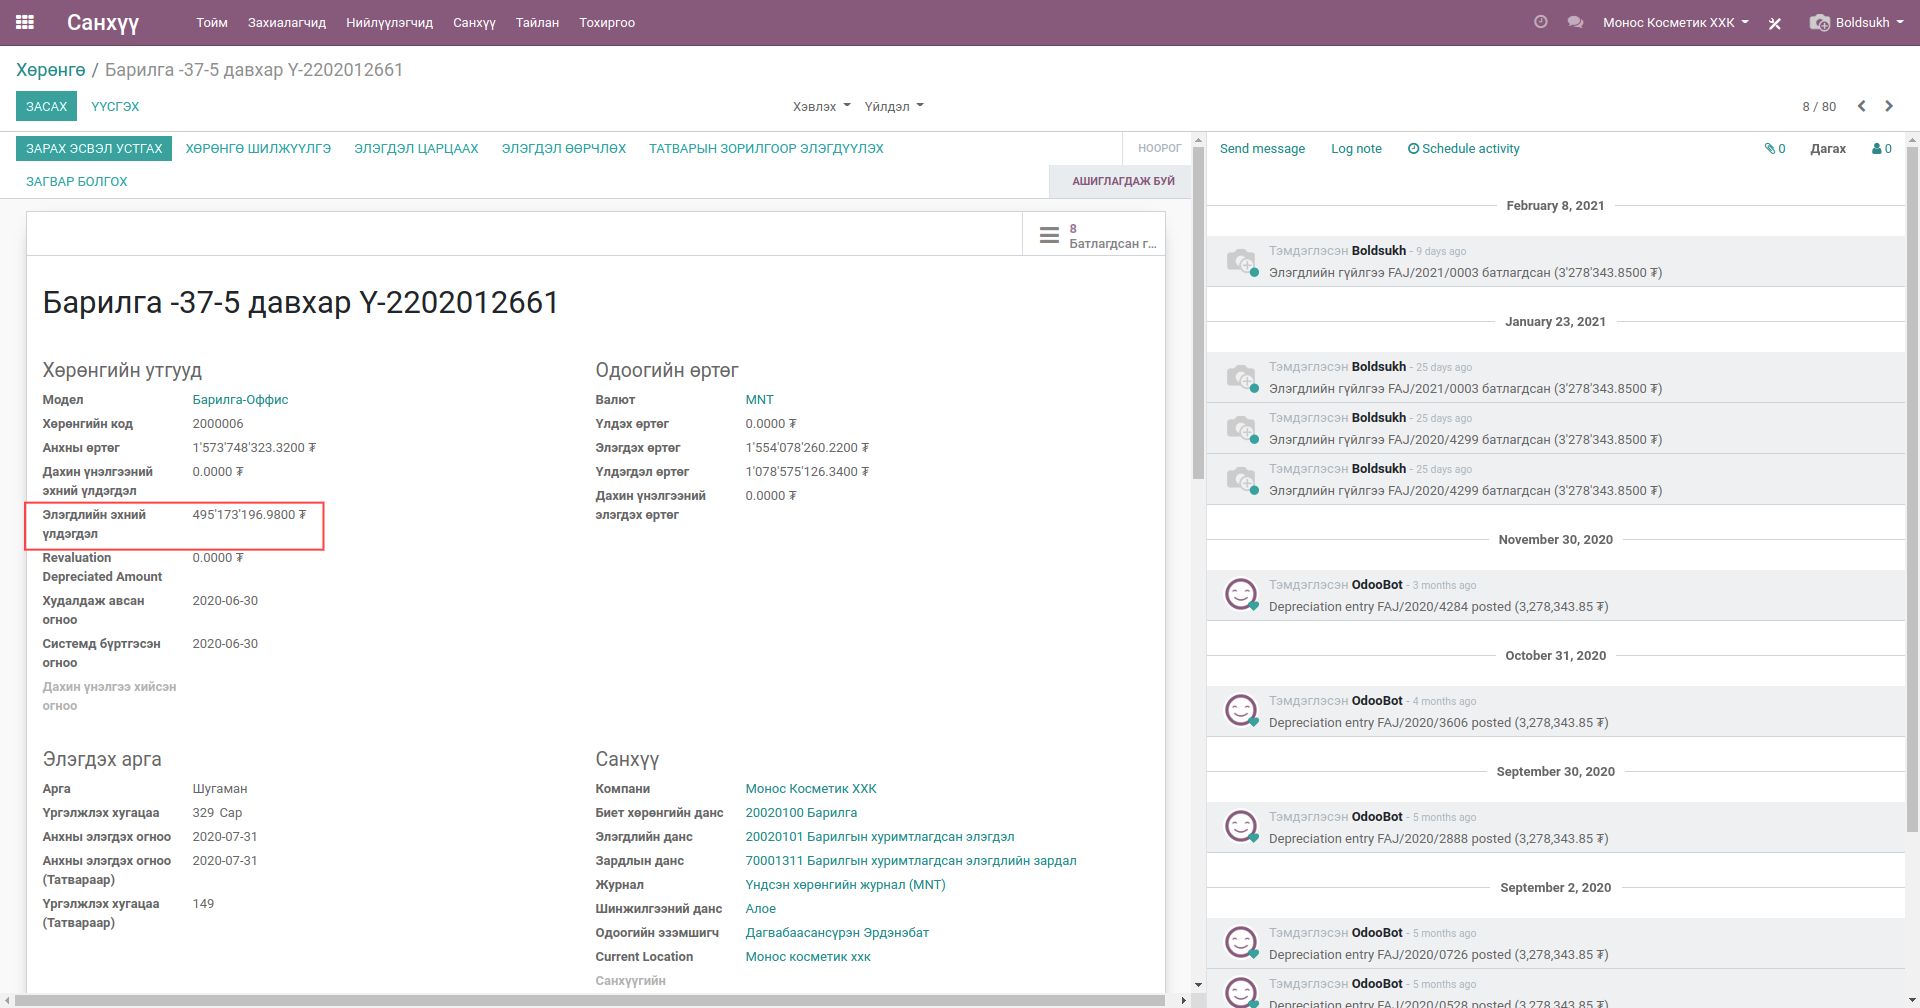 Санхүү
Тойм Захиалагчид Нийлүүлэгчид Санхүү Тайлан Тохиргоо
Монос Косметик ХХК
Boldsukh
Хөрөнгө / Барилга -37-5 давхар Ү-2202012661
ЗАСАХ ҮҮСГЭХ
Хэвлэх Үйлдэл
8 / 80
ЗАРАХ ЭСВЭЛ УСТГАХ ХӨРӨНГӨ ШИЛЖҮҮЛГЭ ЭЛЭГДЭЛ ЦАРЦААХ ЭЛЭГДЭЛ ӨӨРЧЛӨХ ТАТВАРЫН ЗОРИЛГООР ЭЛЭГДҮҮЛЭХ
НООРОГ
ЗАГВАР БОЛГОХ
АШИГЛАГДАЖ БУЙ
8
Батлагдсан г...
Барилга -37-5 давхар Ү-2202012661
Хөрөнгийн утгууд
Модел Барилга-Оффис
Хөрөнгийн код 2000006
Анхны өртөг 1'573'748'323.3200 ₮
Дахин үнэлгээний 0.0000 ₮
эхний үлдэгдэл
Элэгдлийн эхний 495'173'196.9800 ₮
үлдэгдэл
Revaluation 0.0000 ₮
Depreciated Amount
Худалдаж авсан 2020-06-30
огноо
Системд бүртгэсэн 2020-06-30
огноо
Дахин үнэлгээ хийсэн
огноо
Одоогийн өртөг
Валют MNT
Үлдэх өртөг 0.0000 ₮
Элэгдэх өртөг 1'554'078'260.2200 ₮
Үлдэгдэл өртөг 1'078'575'126.3400 ₮
Дахин үнэлгээний 0.0000 ₮
элэгдэх өртөг
Элэгдэх арга
Арга Шугаман
Үргэлжлэх хугацаа 329 Сар
Анхны элэгдэх огноо 2020-07-31
Анхны элэгдэх огноо 2020-07-31
(Татвараар)
Үргэлжлэх хугацаа 149
(Татвараар)
Санхүү
Компани Монос Косметик ХХК
Биет хөрөнгийн данс 20020100 Барилга
Элэгдлийн данс 20020101 Барилгын хуримтлагдсан элэгдэл
Зардлын данс 70001311 Барилгын хуримтлагдсан элэгдлийн зардал
Журнал Үндсэн хөрөнгийн журнал (MNT)
Шинжилгээний данс Алое
Одоогийн эзэмшигч Дагвабаасансүрэн Эрдэнэбат
Current Location Монос косметик ххк
Санхүүгийн
Send message Log note Schedule activity
0 Дагах 0
February 8, 2021
Тэмдэглэсэн Boldsukh - 9 days ago
Элэгдлийн гүйлгээ FAJ/2021/0003 батлагдсан (3'278'343.8500 ₮)
January 23, 2021
Тэмдэглэсэн Boldsukh - 25 days ago
Элэгдлийн гүйлгээ FAJ/2021/0003 батлагдсан (3'278'343.8500 ₮)
Тэмдэглэсэн Boldsukh - 25 days ago
Элэгдлийн гүйлгээ FAJ/2020/4299 батлагдсан (3'278'343.8500 ₮)
Тэмдэглэсэн Boldsukh - 25 days ago
Элэгдлийн гүйлгээ FAJ/2020/4299 батлагдсан (3'278'343.8500 ₮)
November 30, 2020
Тэмдэглэсэн OdooBot - 3 months ago
Depreciation entry FAJ/2020/4284 posted (3,278,343.85 ₮)
October 31, 2020
Тэмдэглэсэн OdooBot - 4 months ago
Depreciation entry FAJ/2020/3606 posted (3,278,343.85 ₮)
September 30, 2020
Тэмдэглэсэн OdooBot - 5 months ago
Depreciation entry FAJ/2020/2888 posted (3,278,343.85 ₮)
September 2, 2020
Тэмдэглэсэн OdooBot - 5 months ago
Depreciation entry FAJ/2020/0726 posted (3,278,343.85 ₮)
Тэмдэглэсэн OdooBot - 5 months ago
Depreciation entry FAJ/2020/0528 posted (3,278,343.85 ₮)